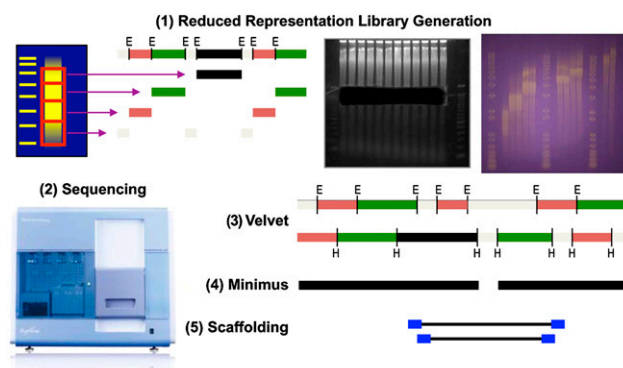 (1) Reduced Representation Library Generation
E E E E E E E
(2) Sequencing
E E E E E E E
(3) Velvet
H H H H H H H
(4) Minimus
(5) Scaffolding